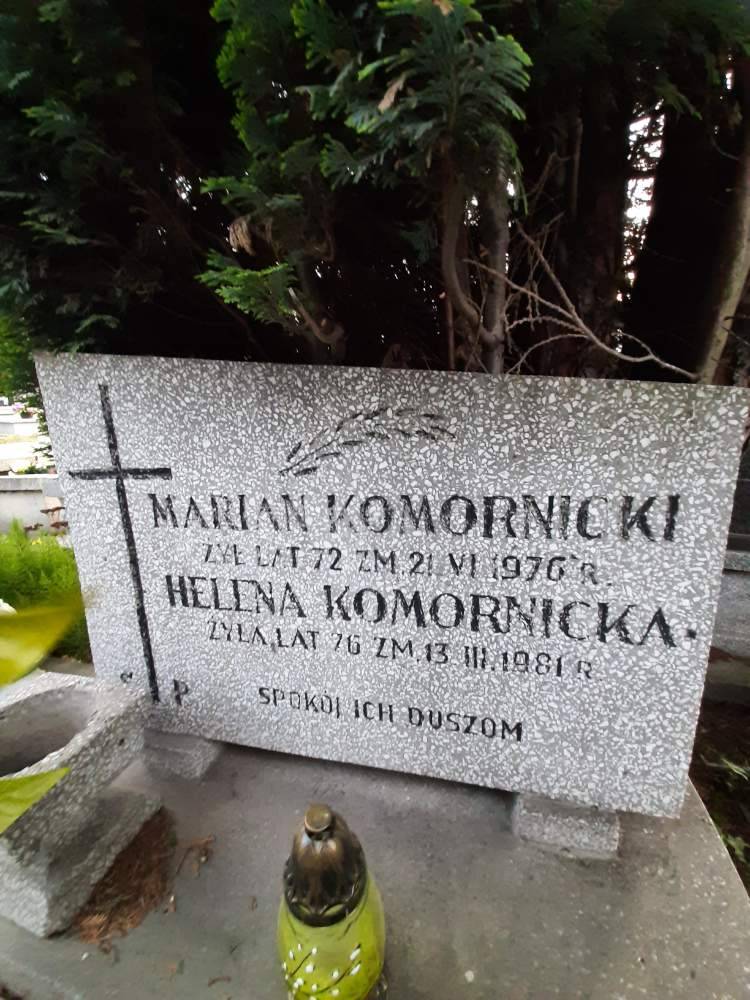 MARIAN KOMORNICKI
ŻYŁ LAT 72 ZM. 21. VI 1976 R.
HELENA KOMORNICKA
ŻYŁA LAT 76 ZM. 13 III. 1981 R
Ś P
SPOKÓJ ICH DUSZOM